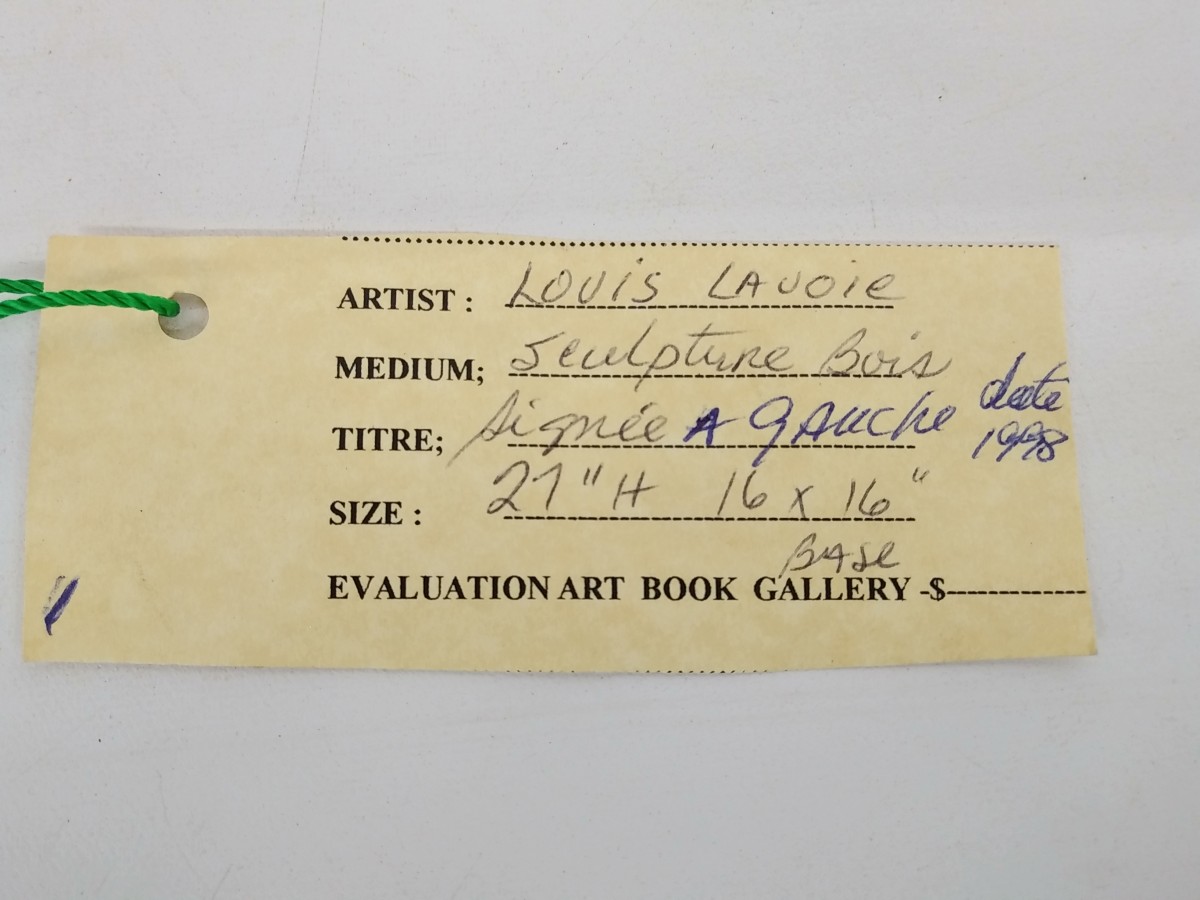 ARTIST : LOUIS LAVOIE
MEDIUM; Sculpture Bois
TITRE; Signée A GAUCHE date
1998
SIZE : 27" H 16 x 16"
BASE
EVALUATION ART BOOK GALLERY -$-------------